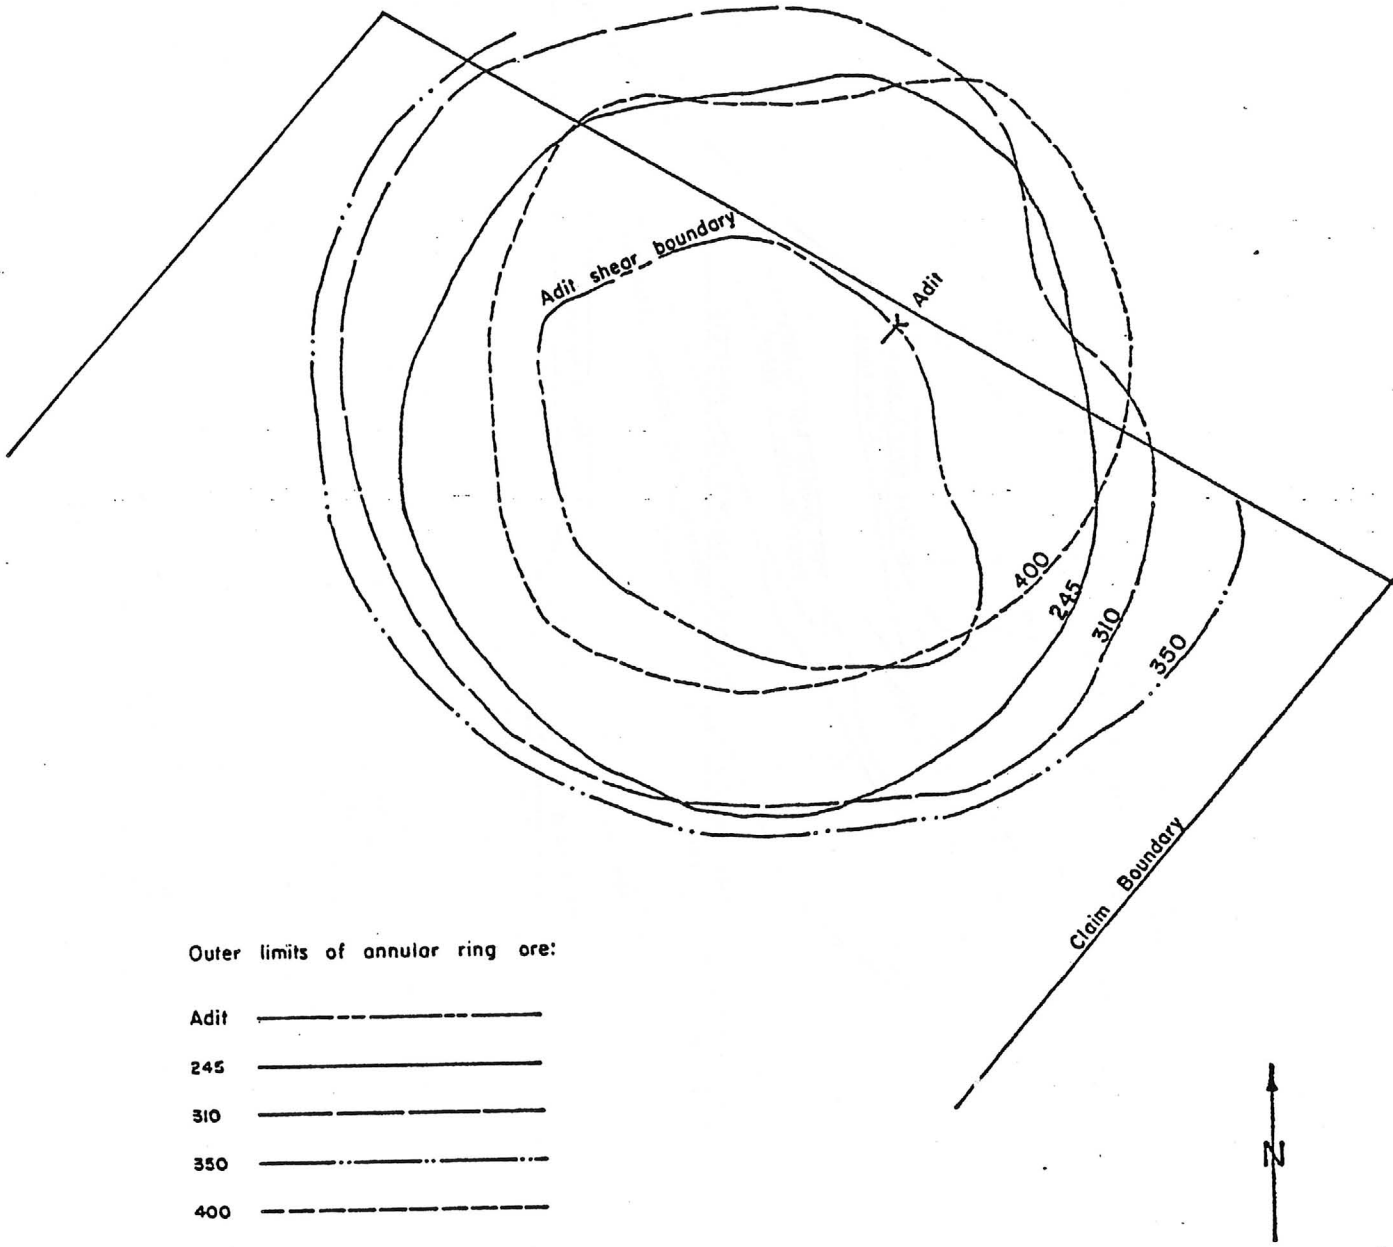 Adit shear boundary
Adit
400
245
310
350
Claim Boundary
Outer limits of annular ring ore:
Adit
245
310
350
400
N